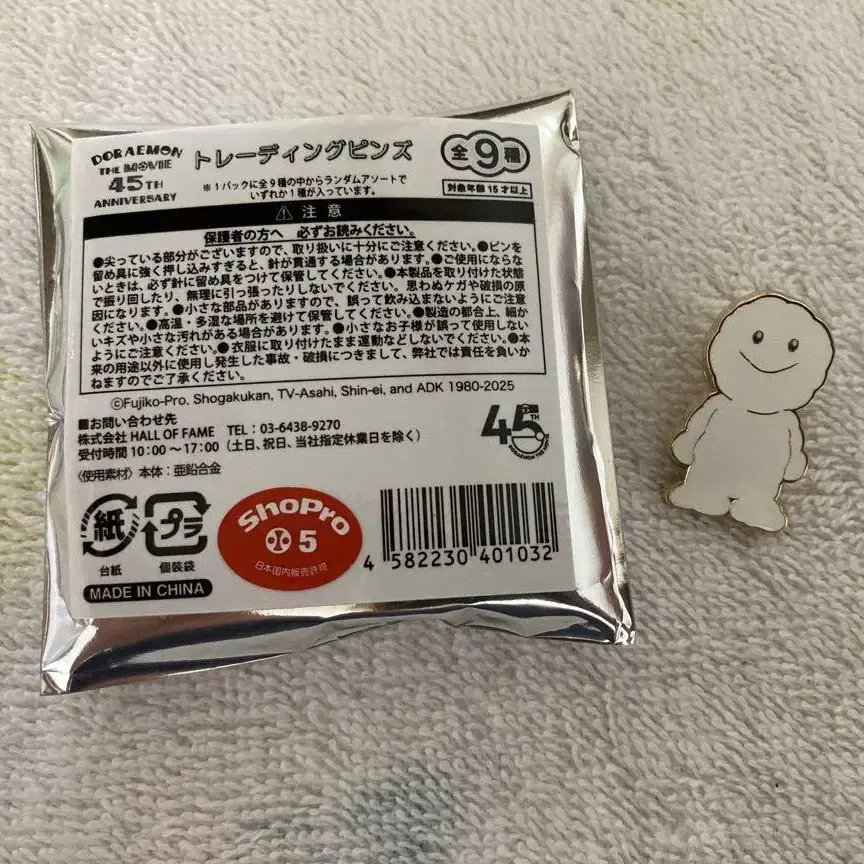 DORAEMON
THE MOVIE
45TH
ANNIVERSARY
トレーディングピンズ
全9種
※1パックに全9種の中からランダムアソートで
いずれか1種が入っています。
対象年齢15才以上
⚠ 注意
保護者の方へ 必ずお読みください。
●尖っている部分がございますので、取り扱いに十分にご注意ください。●ピンを
留め具に強く押し込みすぎると、針が貫通する場合があります。●ご使用にならな
いときは、必ず針に留め具をつけて保管してください。●本製品を取り付けた状態
で振り回したり、無理に引っ張ったりしないでください。思わぬケガや破損の原
因になります。●小さな部品がありますので、誤って飲み込まないようにご注意
ください。●高温・多湿な場所を避けて保管してください。●製造の都合上、細か
いキズや小さな汚れがある場合があります。●小さなお子様が誤って使用しない
ようにご注意ください。●衣服に取り付けたまま運動などしないでください。●本
来の用途以外に使用し発生した事故・破損につきまして、弊社では責任を負いか
ねますのでご了承ください。
©Fujiko-Pro, Shogakukan, TV-Asahi, Shin-ei, and ADK 1980-2025
■お問い合わせ先
株式会社 HALL OF FAME TEL : 03-6438-9270
受付時間 10:00～17:00（土日、祝日、当社指定休業日を除く）
〈使用素材〉本体：亜鉛合金
45TH
DORAEMON THE MOVIE
紙
台紙
プラ
個装袋
MADE IN CHINA
ShoPro
5
日本国内販売許可
4 582230 401032